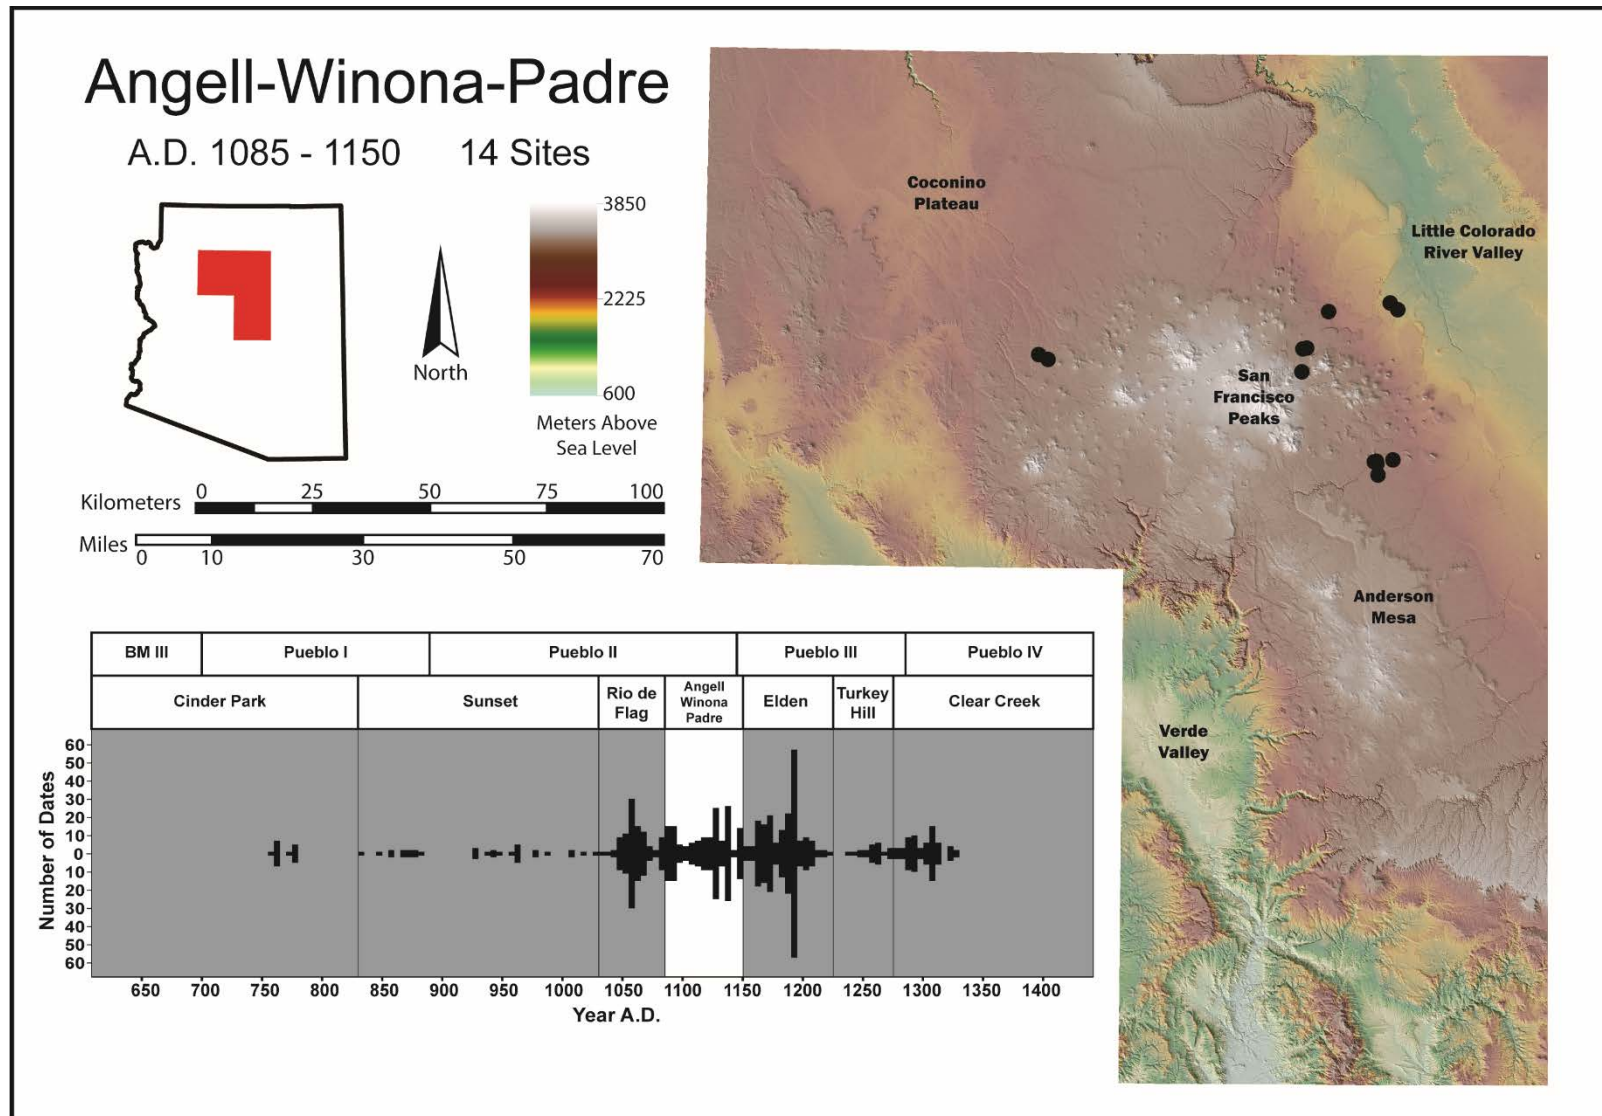 Angell-Winona-Padre
A.D. 1085 - 1150 14 Sites
3850
2225
600
Meters Above
Sea Level
North
Kilometers 0 25 50 75 100
Miles 0 10 30 50 70
Coconino
Plateau
Little Colorado
River Valley
San
Francisco
Peaks
Anderson
Mesa
Verde
Valley
BM III Pueblo I Pueblo II Pueblo III Pueblo IV
Cinder Park Sunset Rio de Flag Angell Winona Padre Elden Turkey Hill Clear Creek
Number of Dates
60
50
40
30
20
10
0
10
20
30
40
50
60
650 700 750 800 850 900 950 1000 1050 1100 1150 1200 1250 1300 1350 1400
Year A.D.